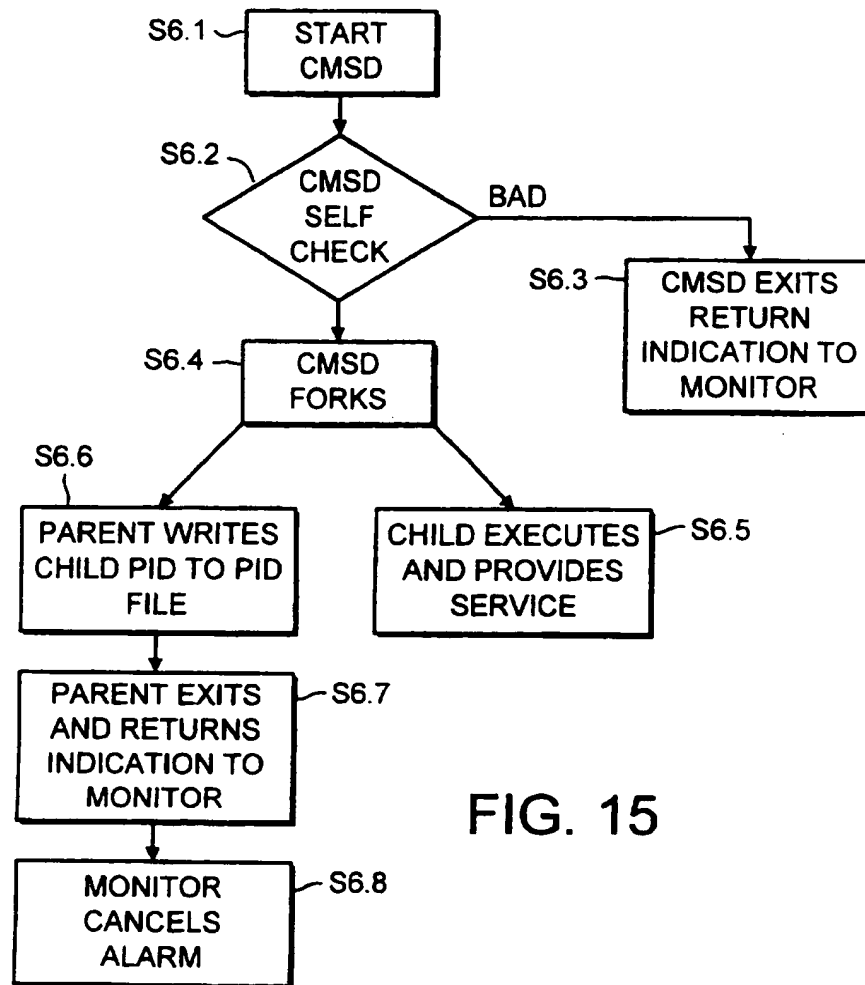 S6.1
START
CMSD
S6.2
CMSD
SELF
CHECK
BAD
S6.3
CMSD EXITS
RETURN
INDICATION TO
MONITOR
S6.4
CMSD
FORKS
S6.6
PARENT WRITES
CHILD PID TO PID
FILE
CHILD EXECUTES
AND PROVIDES
SERVICE
S6.5
PARENT EXITS
AND RETURNS
INDICATION TO
MONITOR
S6.7
FIG. 15
MONITOR
CANCELS
ALARM
S6.8